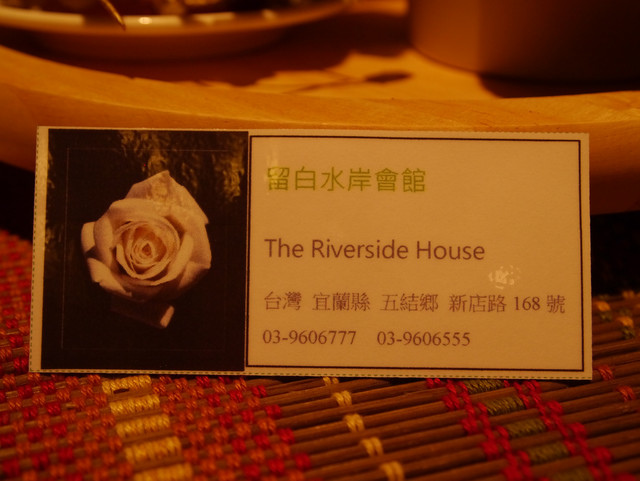 留白水岸會館
The Riverside House
台灣 宜蘭縣 五結鄉 新店路 168 號
03-9606777 03-9606555